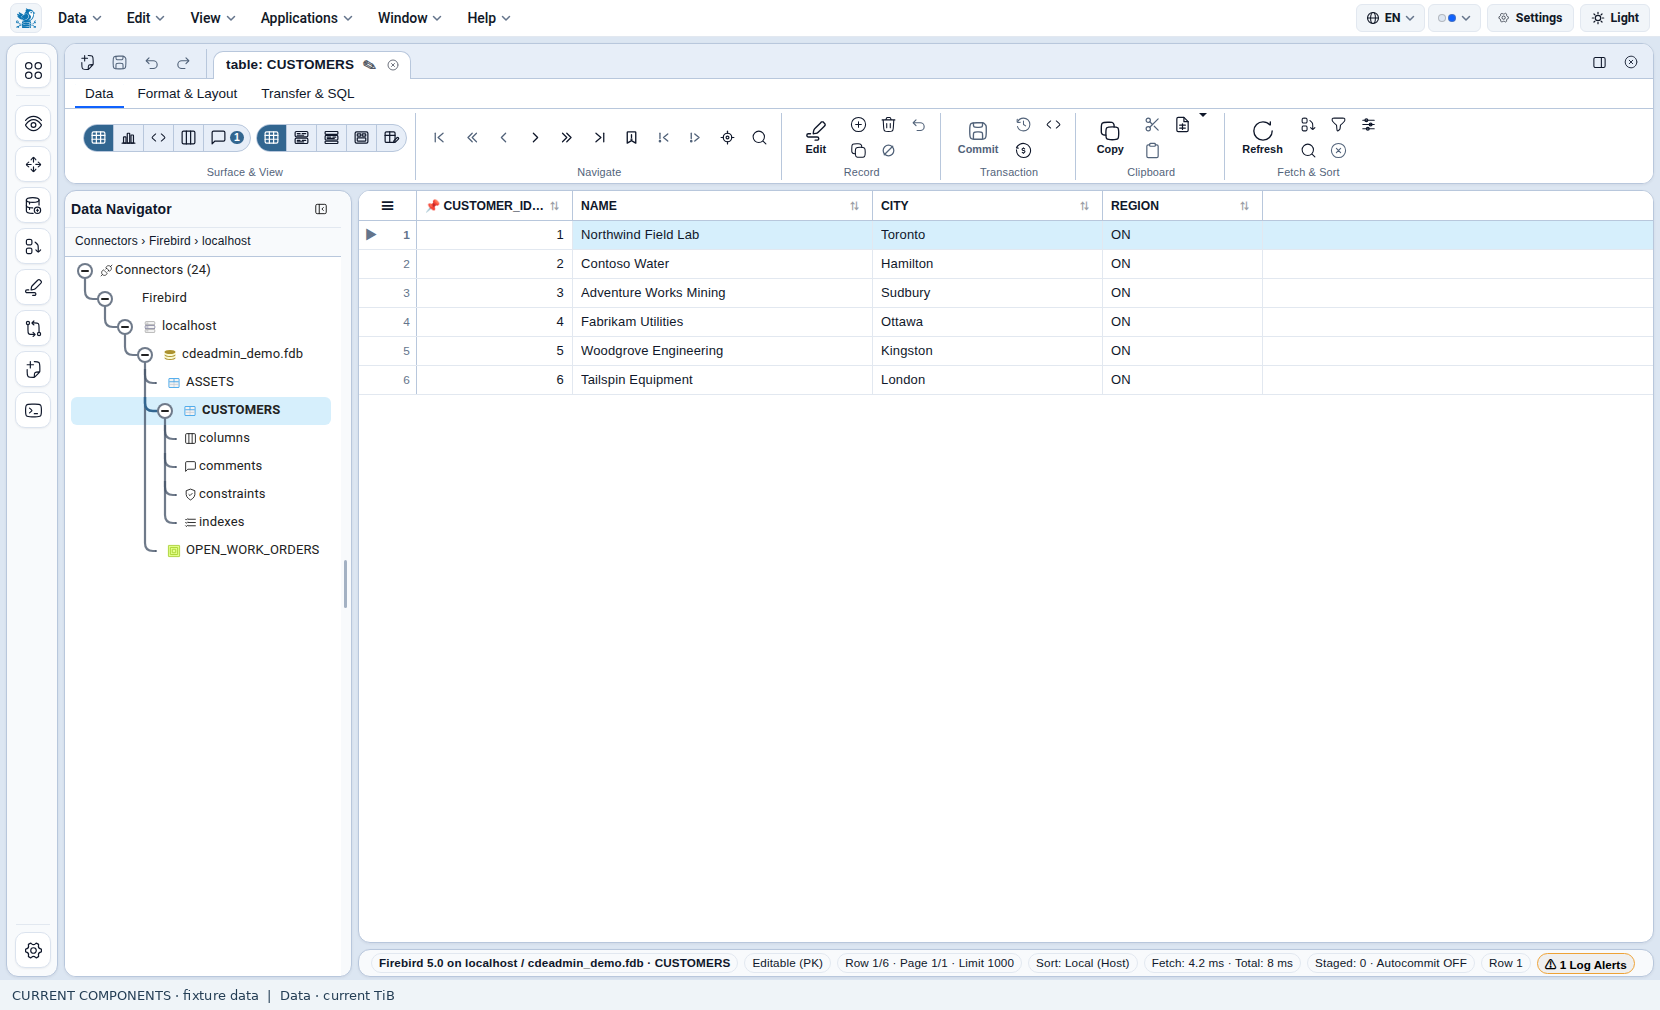 Data Edit View Applications Window Help EN Settings Light
table: CUSTOMERS
Data Format & Layout Transfer & SQL
1
Edit Commit Copy Refresh
Surface & View Navigate Record Transaction Clipboard Fetch & Sort
Data Navigator
Connectors › Firebird › localhost
Connectors (24)
Firebird
localhost
cdeadmin_demo.fdb
ASSETS
CUSTOMERS
columns
comments
constraints
indexes
OPEN_WORK_ORDERS
CUSTOMER_ID... NAME CITY REGION
1 1 Northwind Field Lab Toronto ON
2 2 Contoso Water Hamilton ON
3 3 Adventure Works Mining Sudbury ON
4 4 Fabrikam Utilities Ottawa ON
5 5 Woodgrove Engineering Kingston ON
6 6 Tailspin Equipment London ON
Firebird 5.0 on localhost / cdeadmin_demo.fdb · CUSTOMERS Editable (PK) Row 1/6 · Page 1/1 · Limit 1000 Sort: Local (Host) Fetch: 4.2 ms · Total: 8 ms Staged: 0 · Autocommit OFF Row 1 1 Log Alerts
CURRENT COMPONENTS · fixture data | Data · current TiB